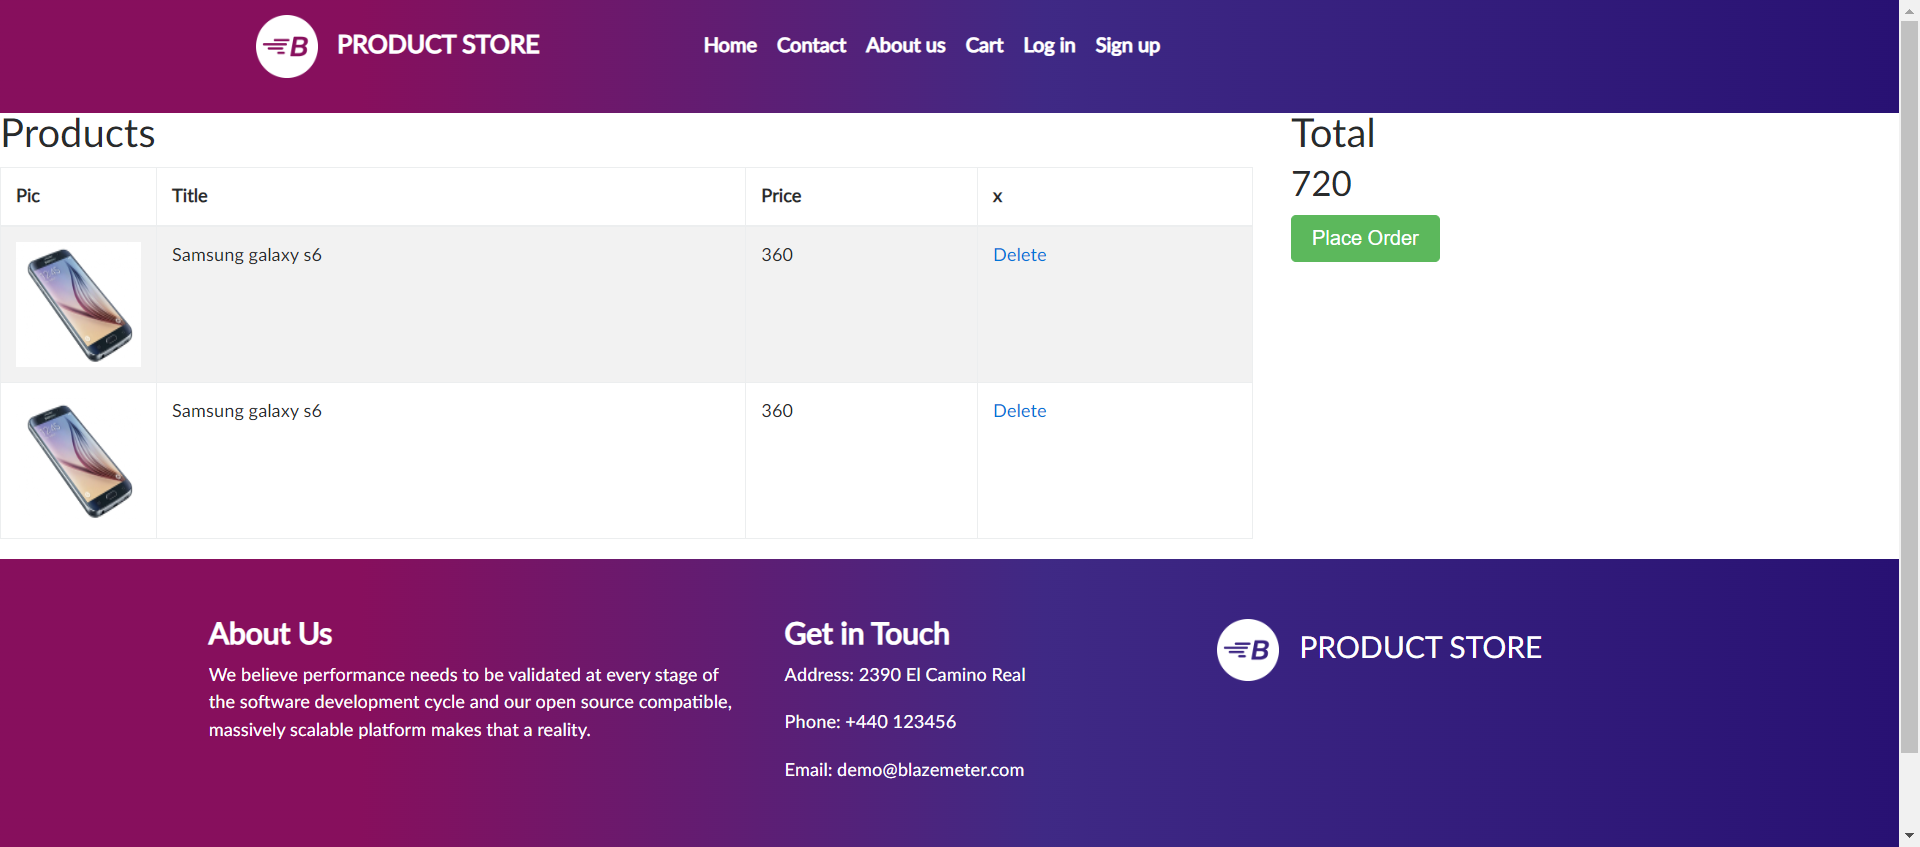 B PRODUCT STORE
Home Contact About us Cart Log in Sign up
Products
Pic Title Price x
Samsung galaxy s6 360 Delete
Samsung galaxy s6 360 Delete
Total
720
Place Order
About Us
We believe performance needs to be validated at every stage of
the software development cycle and our open source compatible,
massively scalable platform makes that a reality.
Get in Touch
Address: 2390 El Camino Real
Phone: +440 123456
Email: demo@blazemeter.com
B PRODUCT STORE